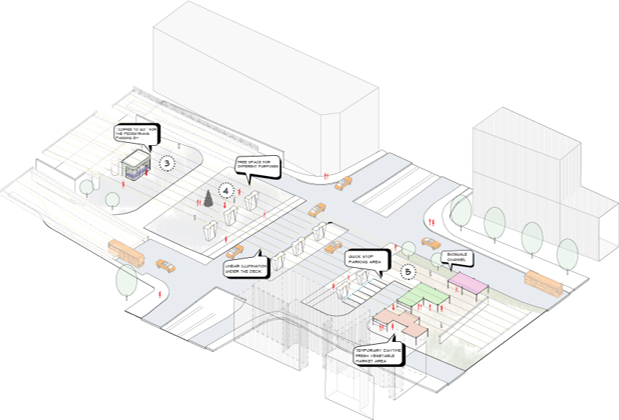 "COFFEE TO GO" FOR
THE PEDESTRIANS
PASSING BY
3
FREE SPACE FOR
DIFFERENT PURPOSES
4
LINEAR ILLUMINATION
UNDER THE DECK
QUICK STOP
PARKING AREA
5
DRAINAGE
CHANNEL
TEMPORARY DAYTIME
FRESH VEGETABLE
MARKET AREA